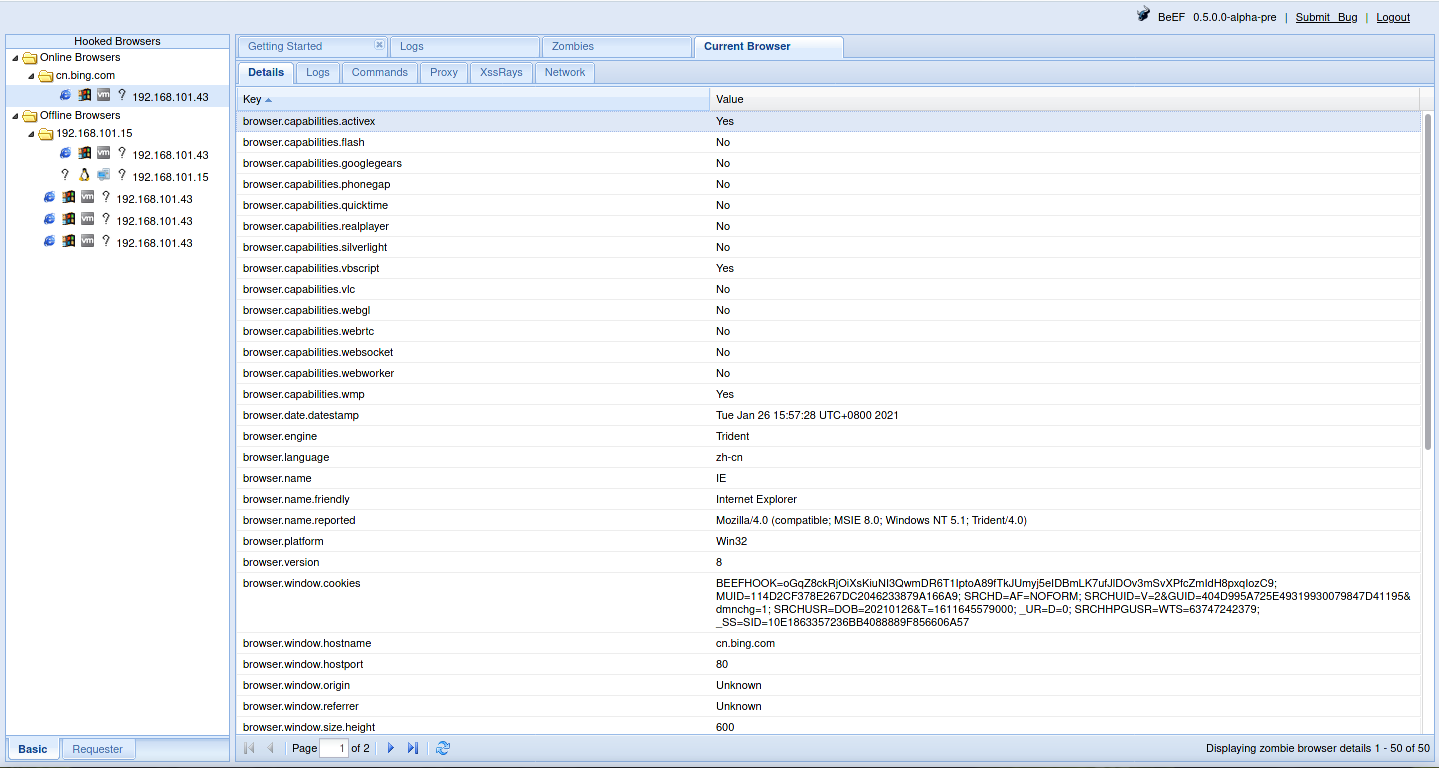 BeEF 0.5.0.0-alpha-pre | Submit Bug | Logout
Hooked Browsers
Online Browsers
cn.bing.com
? 192.168.101.43
Offline Browsers
192.168.101.15
? 192.168.101.43
? ? 192.168.101.15
? 192.168.101.43
? 192.168.101.43
? 192.168.101.43
Basic Requester
Getting Started Logs Zombies Current Browser
Details Logs Commands Proxy XssRays Network
Key Value
browser.capabilities.activex Yes
browser.capabilities.flash No
browser.capabilities.googlegears No
browser.capabilities.phonegap No
browser.capabilities.quicktime No
browser.capabilities.realplayer No
browser.capabilities.silverlight No
browser.capabilities.vbscript Yes
browser.capabilities.vlc No
browser.capabilities.webgl No
browser.capabilities.webrtc No
browser.capabilities.websocket No
browser.capabilities.webworker No
browser.capabilities.wmp Yes
browser.date.datestamp Tue Jan 26 15:57:28 UTC+0800 2021
browser.engine Trident
browser.language zh-cn
browser.name IE
browser.name.friendly Internet Explorer
browser.name.reported Mozilla/4.0 (compatible; MSIE 8.0; Windows NT 5.1; Trident/4.0)
browser.platform Win32
browser.version 8
browser.window.cookies BEEFHOOK=oGqZ8ckRjOiXsKiuNI3QwmDR6T1IptoA89fTkJUmyj5eIDBmLK7ufJlDOv3mSvXPfcZmIdH8pxqIozC9;
MUID=114D2CF378E267DC2046233879A166A9; SRCHD=AF=NOFORM; SRCHUID=V=2&GUID=404D995A725E49319930079847D41195&
dmnchg=1; SRCHUSR=DOB=20210126&T=1611645579000; _UR=D=0; SRCHHPGUSR=WTS=63747242379;
_SS=SID=10E1863357236BB4088889F856606A57
browser.window.hostname cn.bing.com
browser.window.hostport 80
browser.window.origin Unknown
browser.window.referrer Unknown
browser.window.size.height 600
Page 1 of 2 Displaying zombie browser details 1 - 50 of 50